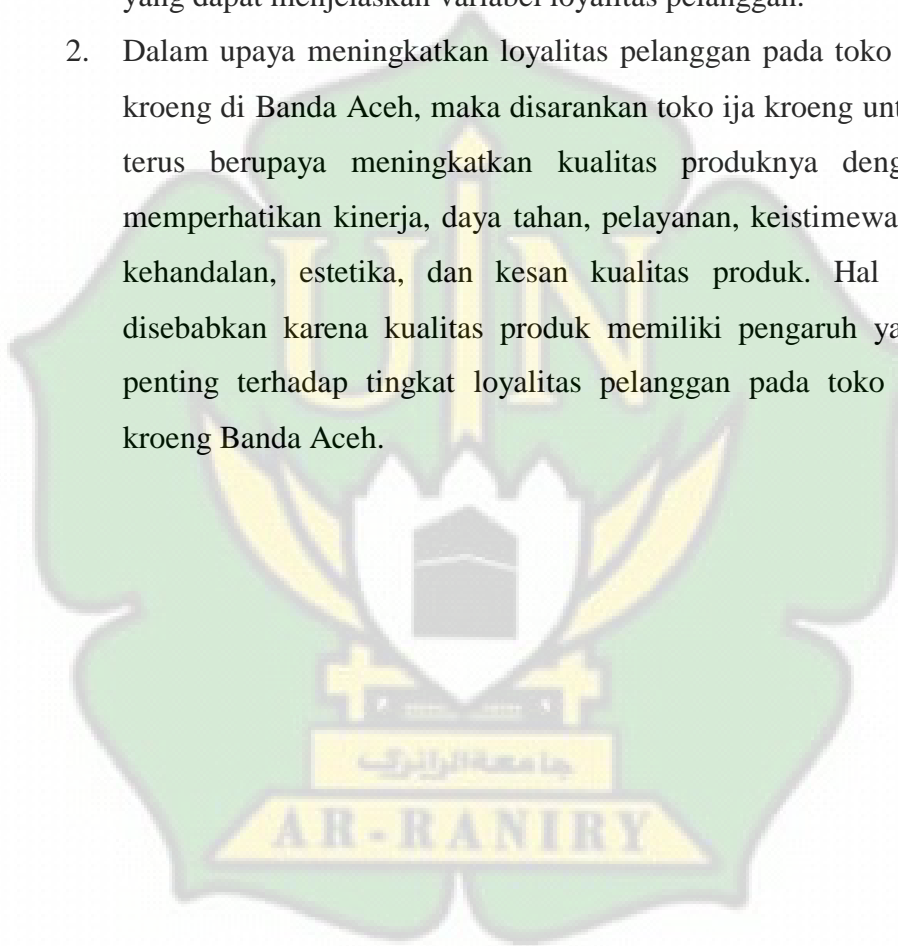 yang dapat menjelaskan variabel loyalitas pelanggan.
2. Dalam upaya meningkatkan loyalitas pelanggan pada toko
kroeng di Banda Aceh, maka disarankan toko ija kroeng unt
terus berupaya meningkatkan kualitas produknya deng
memperhatikan kinerja, daya tahan, pelayanan, keistimewa
kehandalan, estetika, dan kesan kualitas produk. Hal
disebabkan karena kualitas produk memiliki pengaruh ya
penting terhadap tingkat loyalitas pelanggan pada toko
kroeng Banda Aceh.
UIN
جامعة الرانري
AR-RANIRY